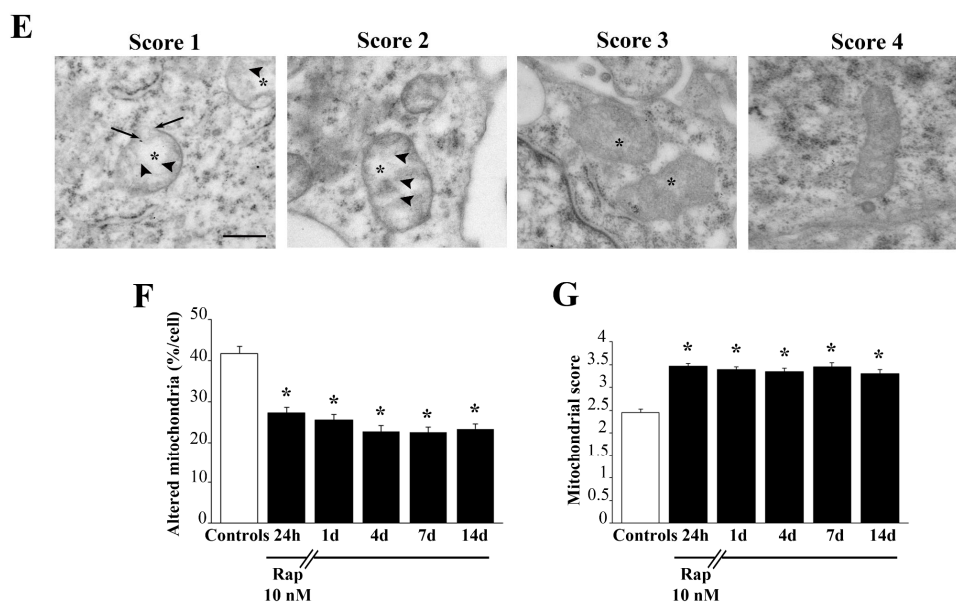 E
Score 1 Score 2 Score 3 Score 4
* * * * *
F
Altered mitochondria (%/cell)
50
40
30
20
10
0
* * * * *
Controls 24h 1d 4d 7d 14d
Rap
10 nM
G
Mitochondrial score
4
3.5
3
2.5
2.5
1
1.5
0.5
0
* * * * *
Controls 24h 1d 4d 7d 14d
Rap
10 nM